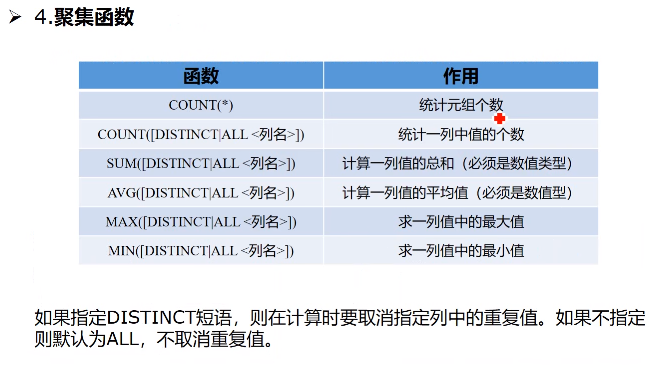 ➢ 4.聚集函数
函数 作用
COUNT(*) 统计元组个数
COUNT([DISTINCT|ALL <列名>]) 统计一列中值的个数
SUM([DISTINCT|ALL <列名>]) 计算一列值的总和（必须是数值类型）
AVG([DISTINCT|ALL <列名>]) 计算一列值的平均值（必须是数值型）
MAX([DISTINCT|ALL <列名>]) 求一列值中的最大值
MIN([DISTINCT|ALL <列名>]) 求一列值中的最小值
如果指定DISTINCT短语，则在计算时要取消指定列中的重复值。如果不指定
则默认为ALL，不取消重复值。